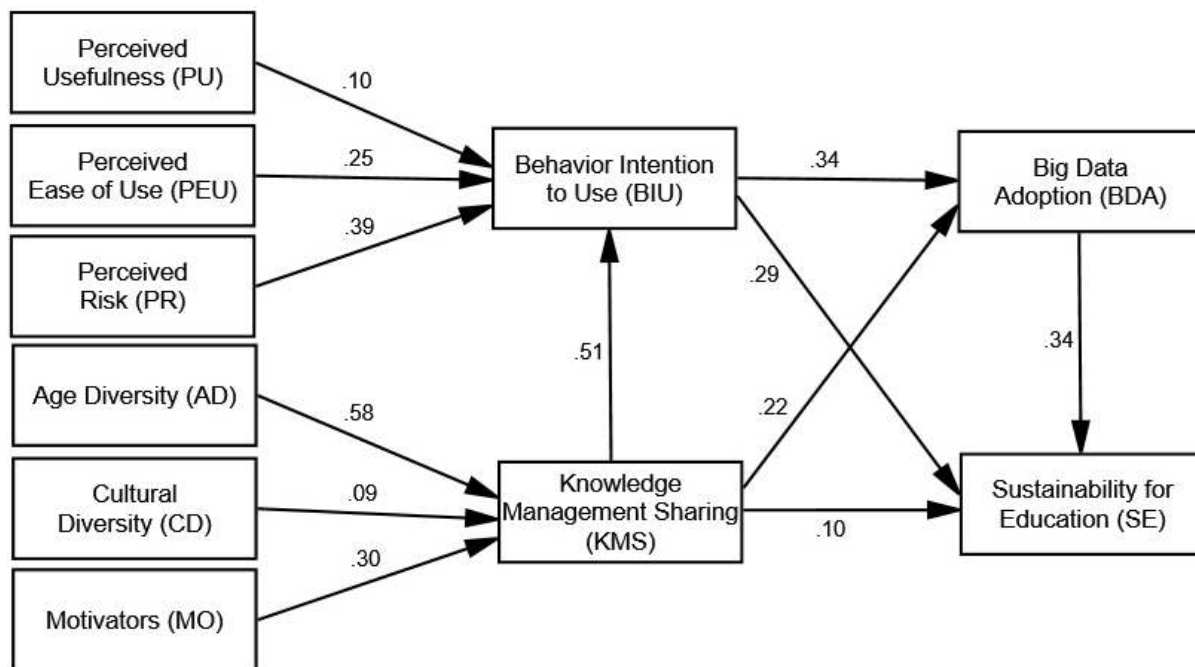 Perceived
Usefulness (PU)
.10
Perceived
Ease of Use (PEU)
.25
Perceived
Risk (PR)
.39
Age Diversity (AD)
.58
Cultural
Diversity (CD)
.09
Motivators (MO)
.30
Behavior Intention
to Use (BIU)
.51
Knowledge
Management Sharing
(KMS)
.34
.29
.22
.10
Big Data
Adoption (BDA)
.34
Sustainability for
Education (SE)